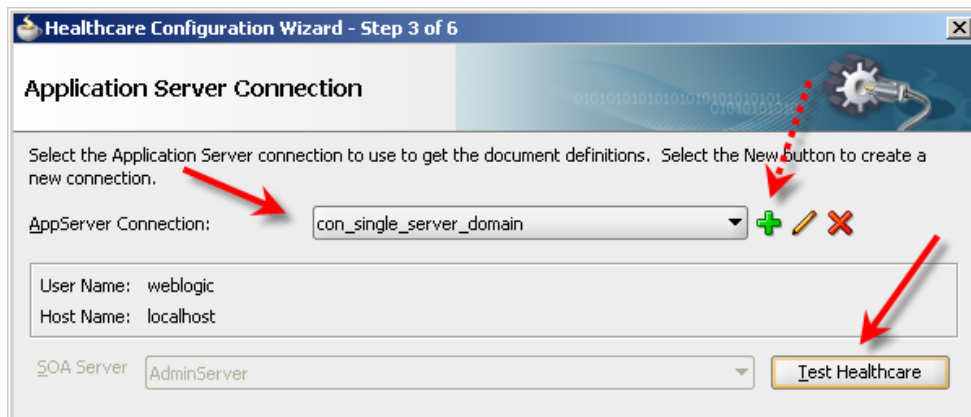 Healthcare Configuration Wizard - Step 3 of 6
Application Server Connection
010101010101010101010101
Select the Application Server connection to use to get the document definitions. Select the New button to create a
new connection.
AppServer Connection:
con_single_server_domain
User Name: weblogic
Host Name: localhost
SOA Server
AdminServer
Test Healthcare